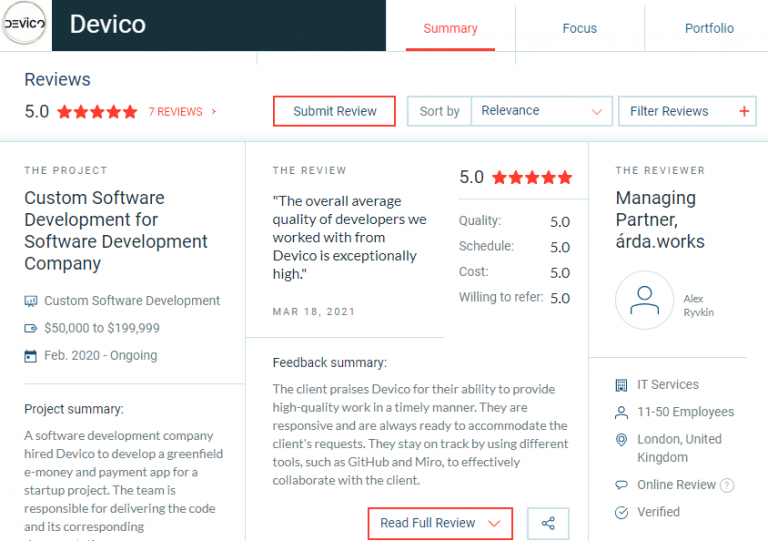 DEVICO
Devico
Summary
Focus
Portfolio
Reviews
5.0
7 REVIEWS
Submit Review
Sort by
Relevance
Filter Reviews
THE PROJECT
Custom Software
Development for
Software Development
Company
Custom Software Development
$50,000 to $199,999
Feb. 2020 - Ongoing
Project summary:
A software development company
hired Devico to develop a greenfield
e-money and payment app for a
startup project. The team is
responsible for delivering the code
and its corresponding
THE REVIEW
"The overall average
quality of developers we
worked with from
Devico is exceptionally
high."
MAR 18, 2021
5.0
Quality: 5.0
Schedule: 5.0
Cost: 5.0
Willing to refer: 5.0
Feedback summary:
The client praises Devico for their ability to provide
high-quality work in a timely manner. They are
responsive and are always ready to accommodate the
client's requests. They stay on track by using different
tools, such as GitHub and Miro, to effectively
collaborate with the client.
Read Full Review
THE REVIEWER
Managing
Partner,
árda.works
Alex
Ryvkin
IT Services
11-50 Employees
London, United
Kingdom
Online Review ?
Verified